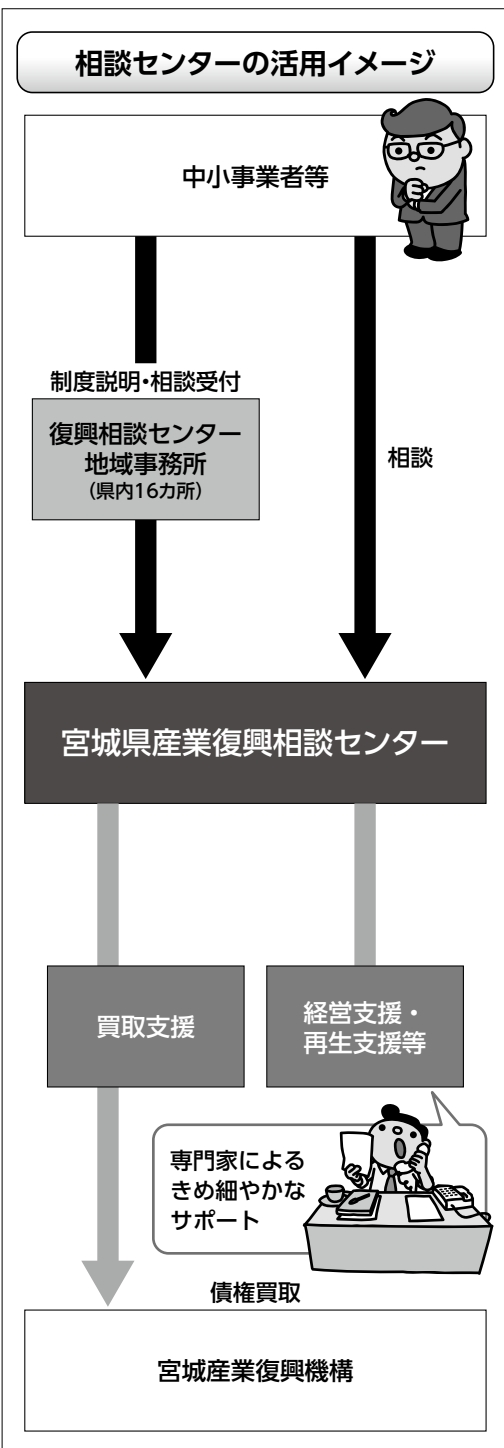 相談センターの活用イメージ
中小事業者等
制度説明・相談受付
復興相談センター
地域事務所
(県内16カ所)
相談
宮城県産業復興相談センター
買取支援
経営支援・
再生支援等
専門家による
きめ細やかな
サポート
債権買取
宮城産業復興機構